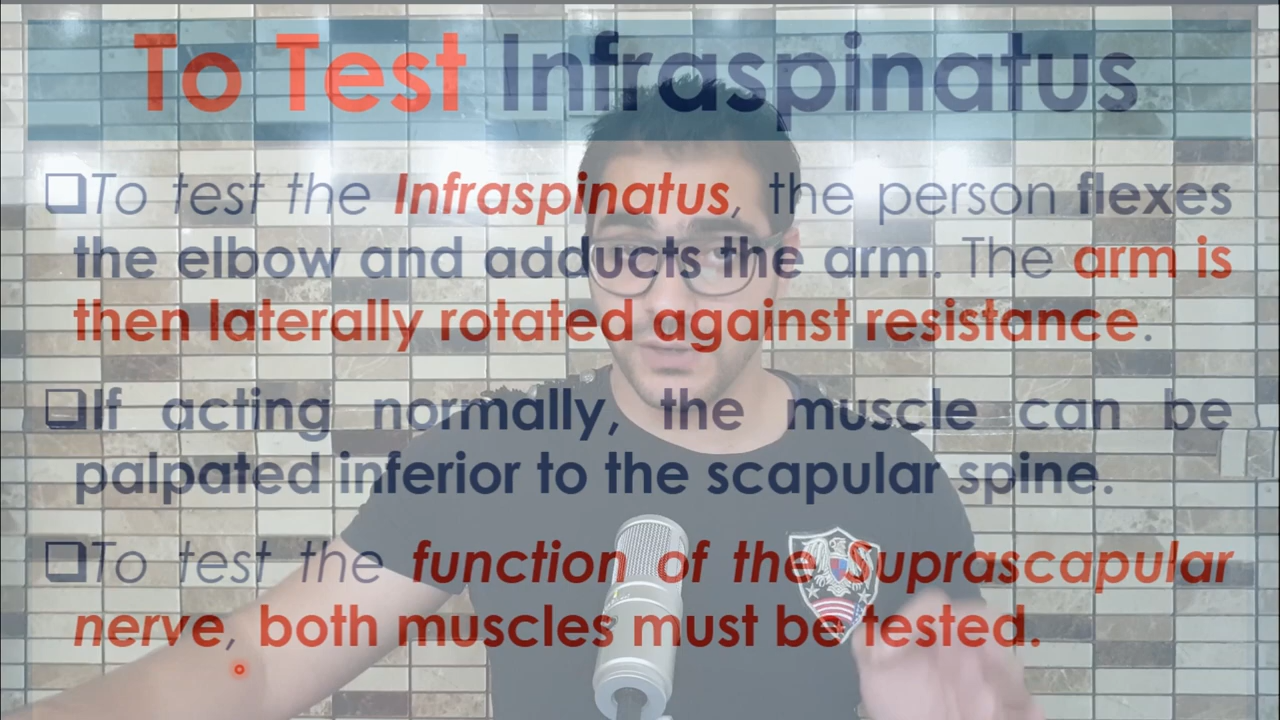 To Test Infraspinatus
❑To test the Infraspinatus, the person flexes
the elbow and adducts the arm. The arm is
then laterally rotated against resistance.
❑If acting normally, the muscle can be
palpated inferior to the scapular spine.
❑To test the function of the Suprascapular
nerve, both muscles must be tested.